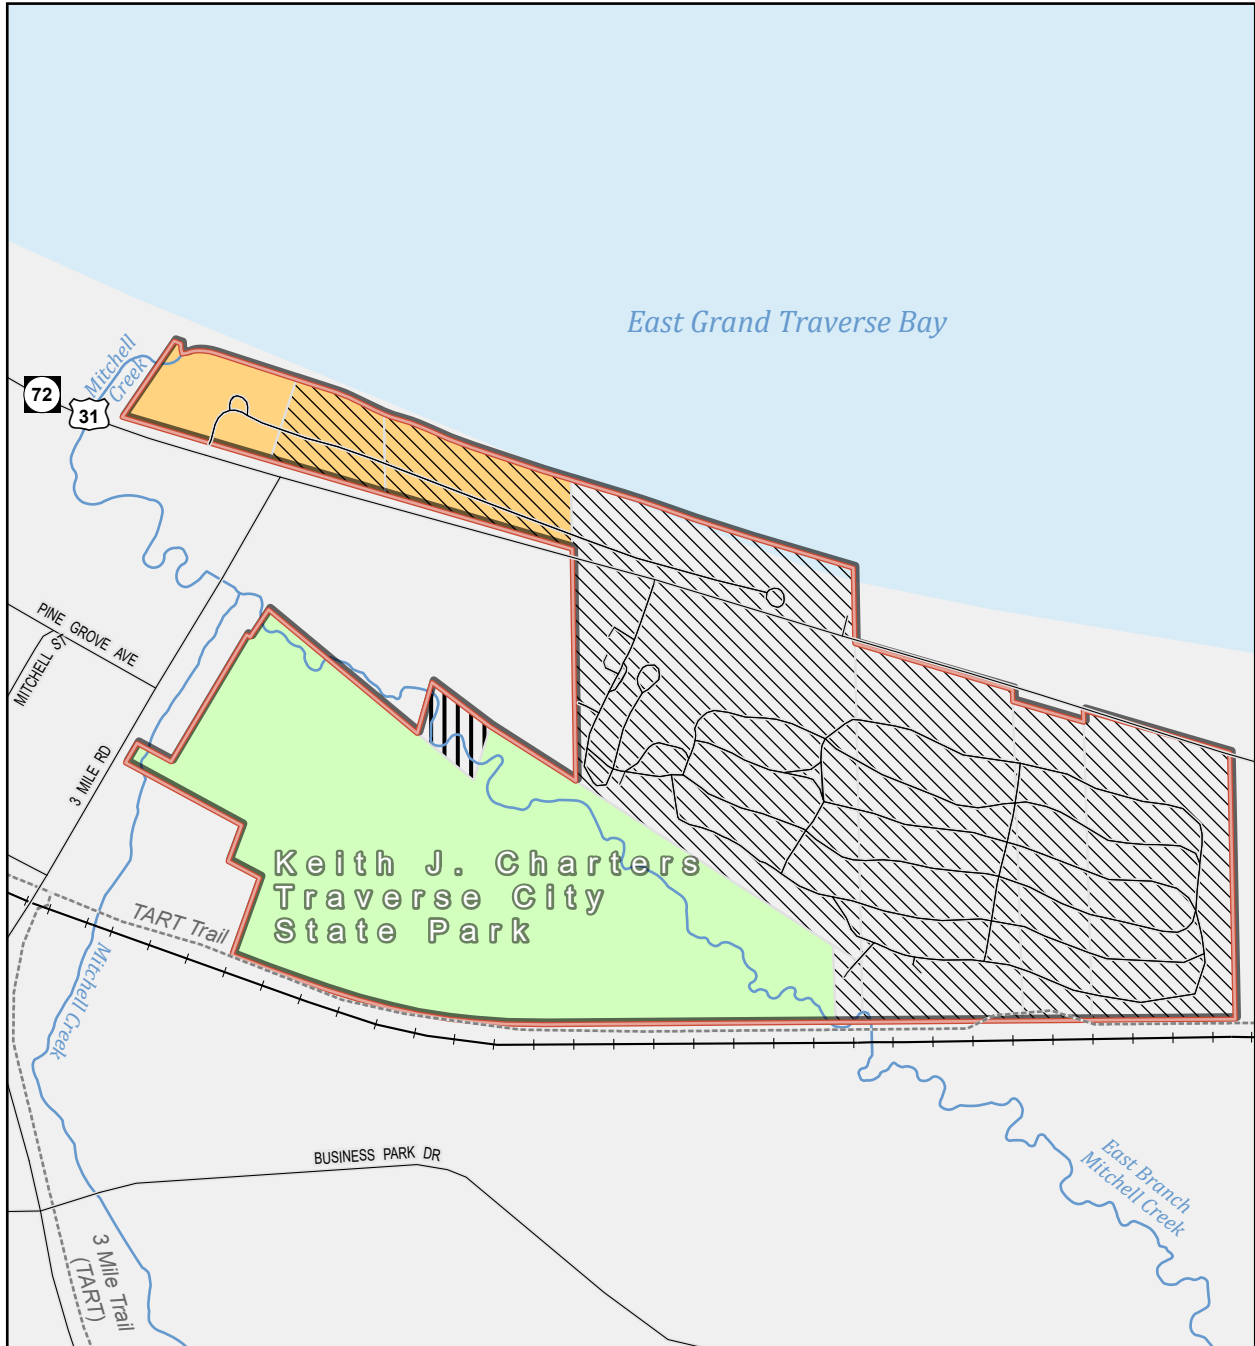 East Grand Traverse Bay
Mitchell
Creek
72
31
PINE GROVE AVE
MITCHELL ST
3 MILE RD
Keith J. Charters
Traverse City
State Park
TART Trail
Mitchell Creek
BUSINESS PARK DR
East Branch
Mitchell Creek
3 Mile Trail
(TART)